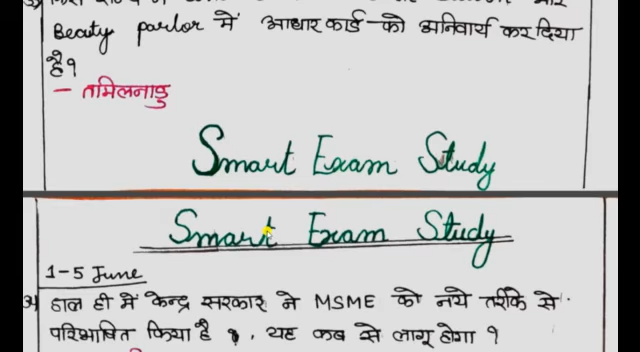 Beauty parlor में आधार कार्ड को अनिवार्य कर दिया
है?
- तमिलनाडु
Smart Exam Study
Smart Exam Study
1-5 June
हाल ही में केन्द्र सरकार ने MSME को नये तरीके से
परिभाषित किया है, यह कब से लागू होगा ?